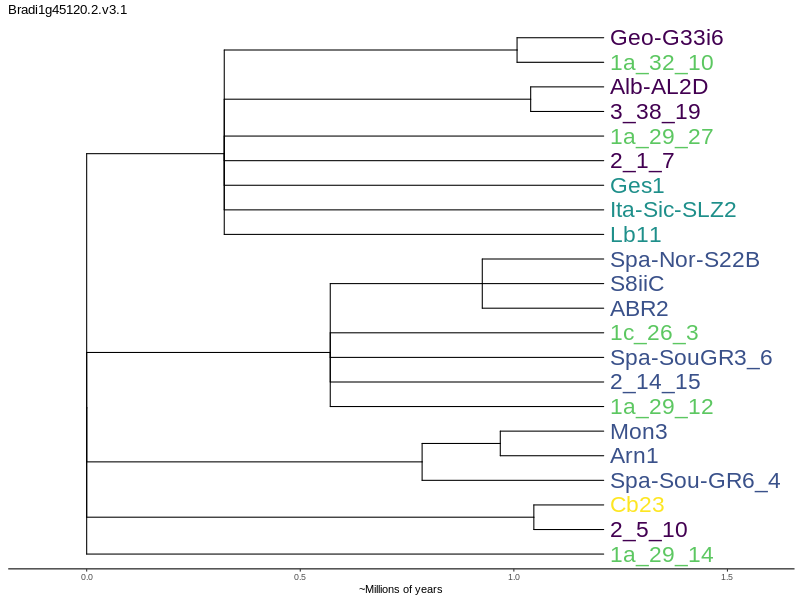 Bradi1g45120.2.v3.1
Geo-G33i6
1a_32_10
Alb-AL2D
3_38_19
1a_29_27
2_1_7
Ges1
Ita-Sic-SLZ2
Lb11
Spa-Nor-S22B
S8iiC
ABR2
1c_26_3
Spa-SouGR3_6
2_14_15
1a_29_12
Mon3
Arn1
Spa-Sou-GR6_4
Cb23
2_5_10
1a_29_14
0.0 0.5 1.0 1.5
~Millions of years